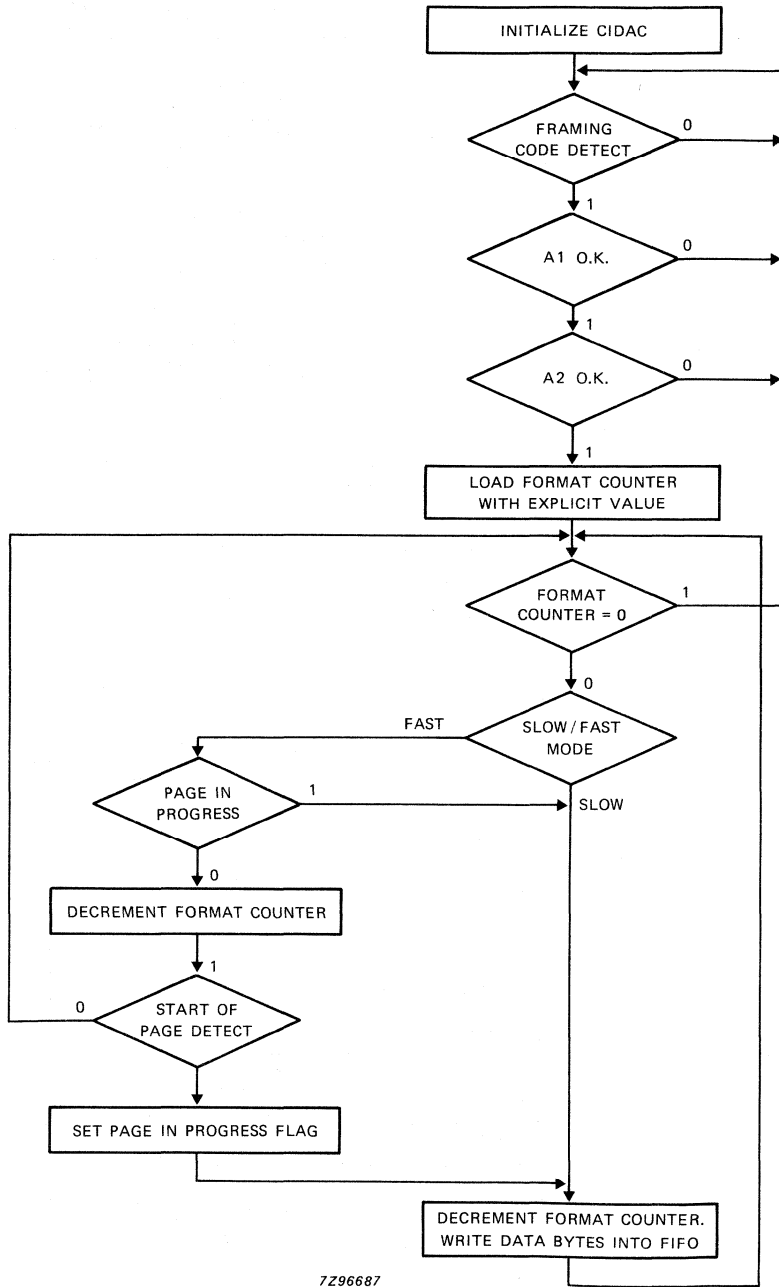 INITIALIZE CIDAC
FRAMING
CODE DETECT
0
1
A1 O.K.
0
1
A2 O.K.
0
1
LOAD FORMAT COUNTER
WITH EXPLICIT VALUE
FORMAT
COUNTER = 0
1
0
SLOW/FAST
MODE
FAST
PAGE IN
PROGRESS
1
SLOW
0
DECREMENT FORMAT COUNTER
1
START OF
PAGE DETECT
0
SET PAGE IN PROGRESS FLAG
DECREMENT FORMAT COUNTER.
WRITE DATA BYTES INTO FIFO
7Z96687